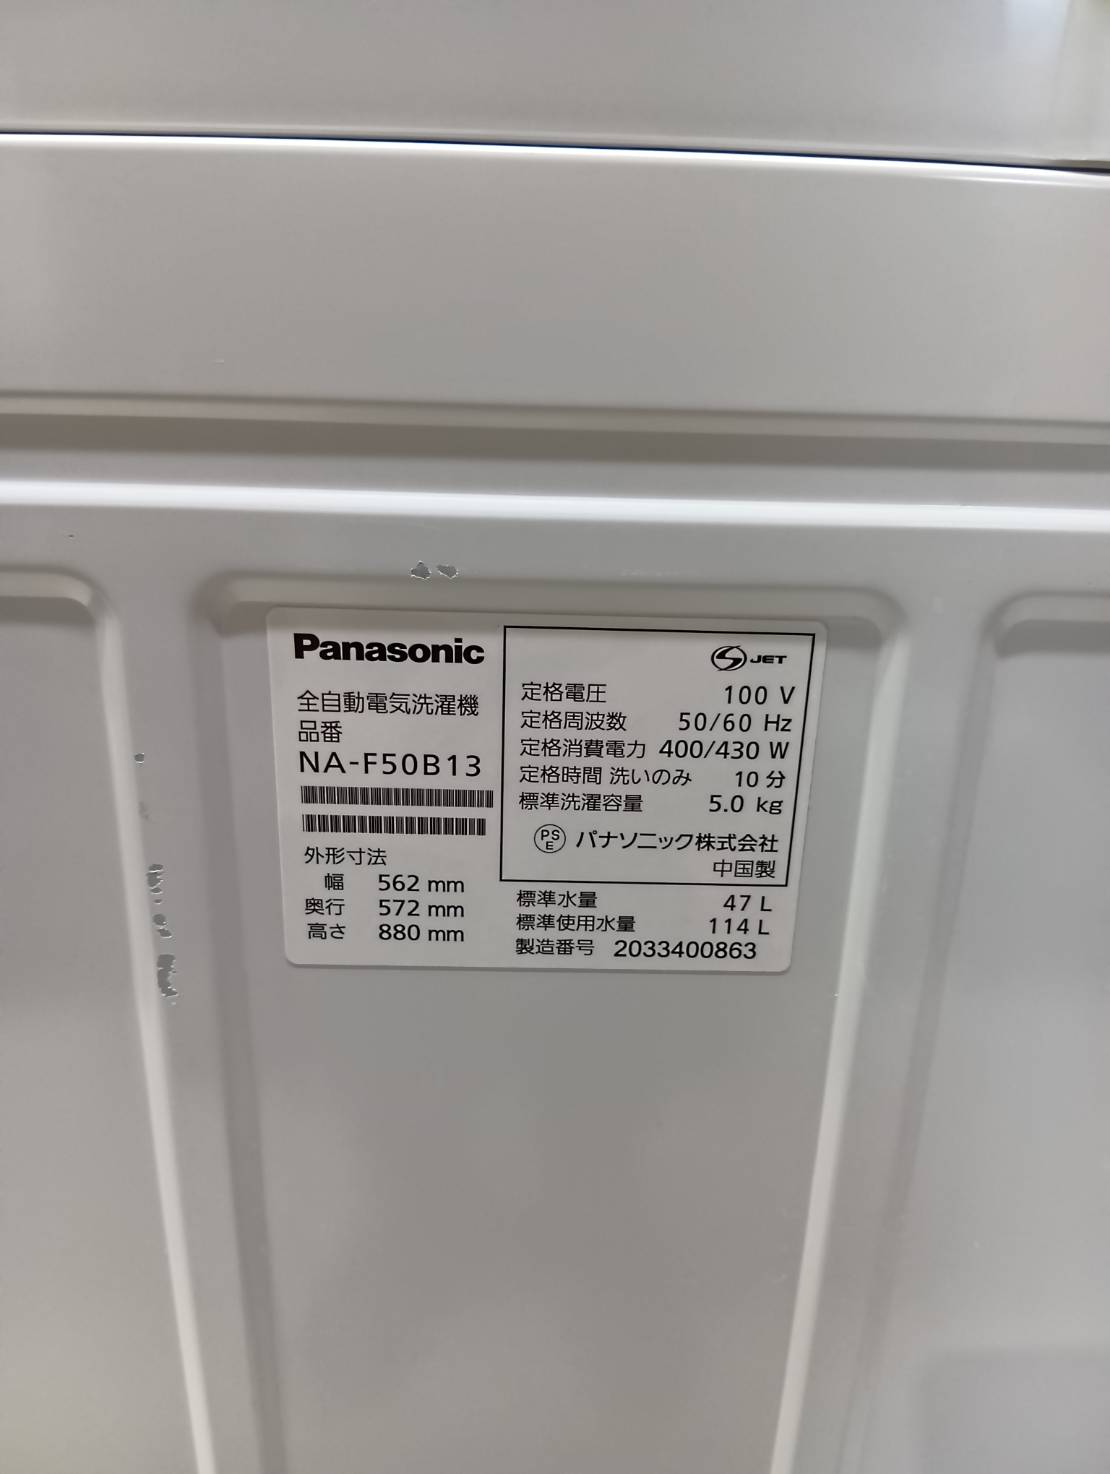 Panasonic
全自動電気洗濯機
品番
NA-F50B13
外形寸法
幅 562 mm
奥行 572 mm
高さ 880 mm
JET
定格電圧 100 V
定格周波数 50/60 Hz
定格消費電力 400/430 W
定格時間 洗いのみ 10 分
標準洗濯容量 5.0 kg
PSE パナソニック株式会社
中国製
標準水量 47 L
標準使用水量 114 L
製造番号 2033400863